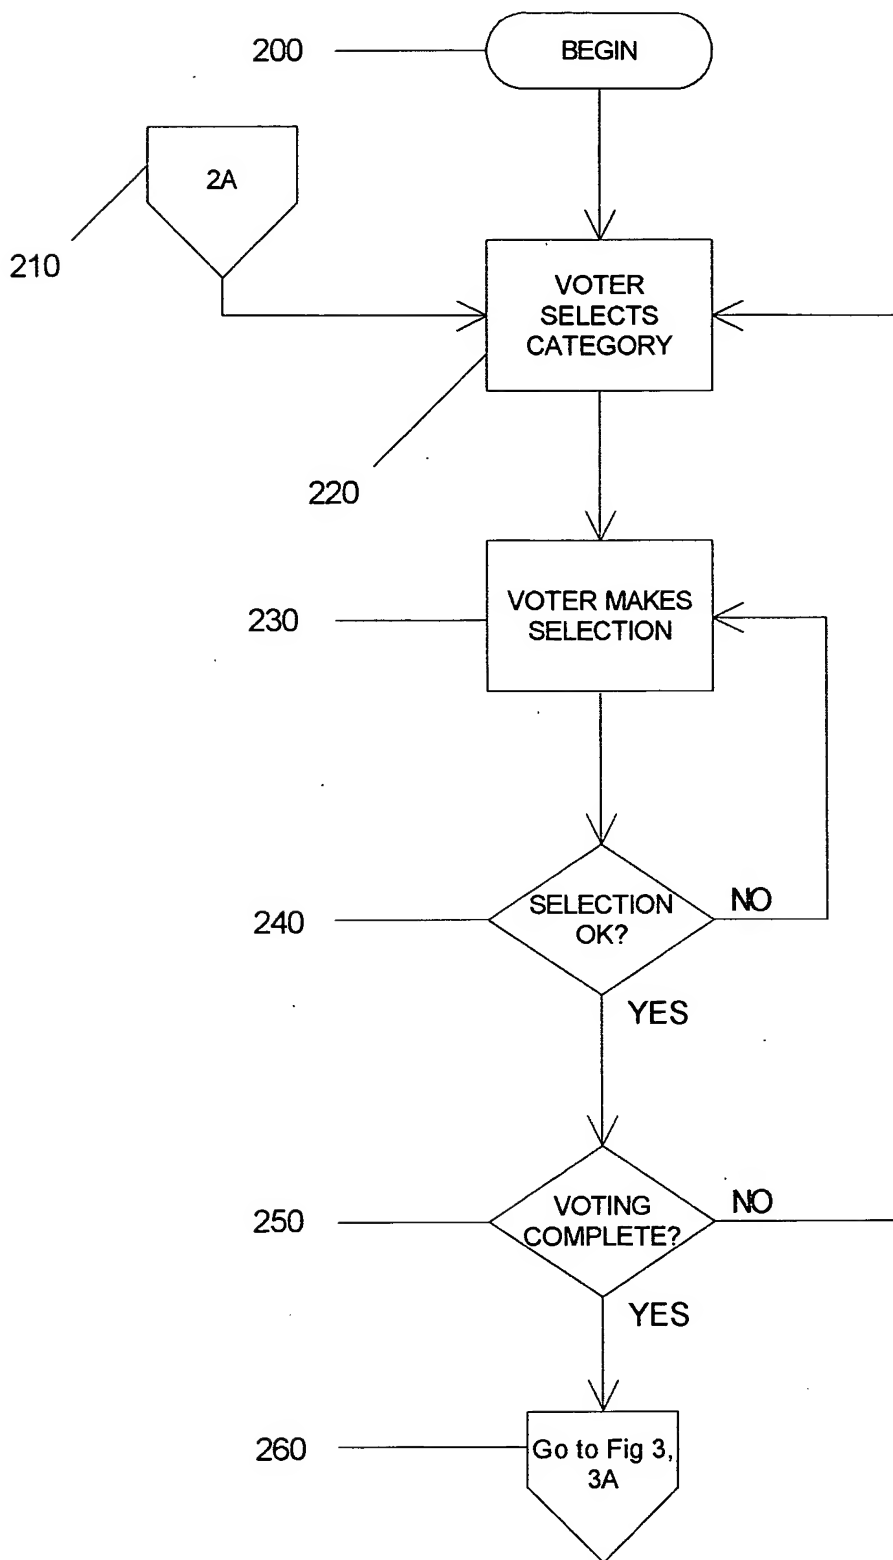 200
BEGIN
2A
210
VOTER
SELECTS
CATEGORY
220
230
VOTER MAKES
SELECTION
240
SELECTION
OK?
NO
YES
250
VOTING
COMPLETE?
NO
YES
260
Go to Fig 3,
3A